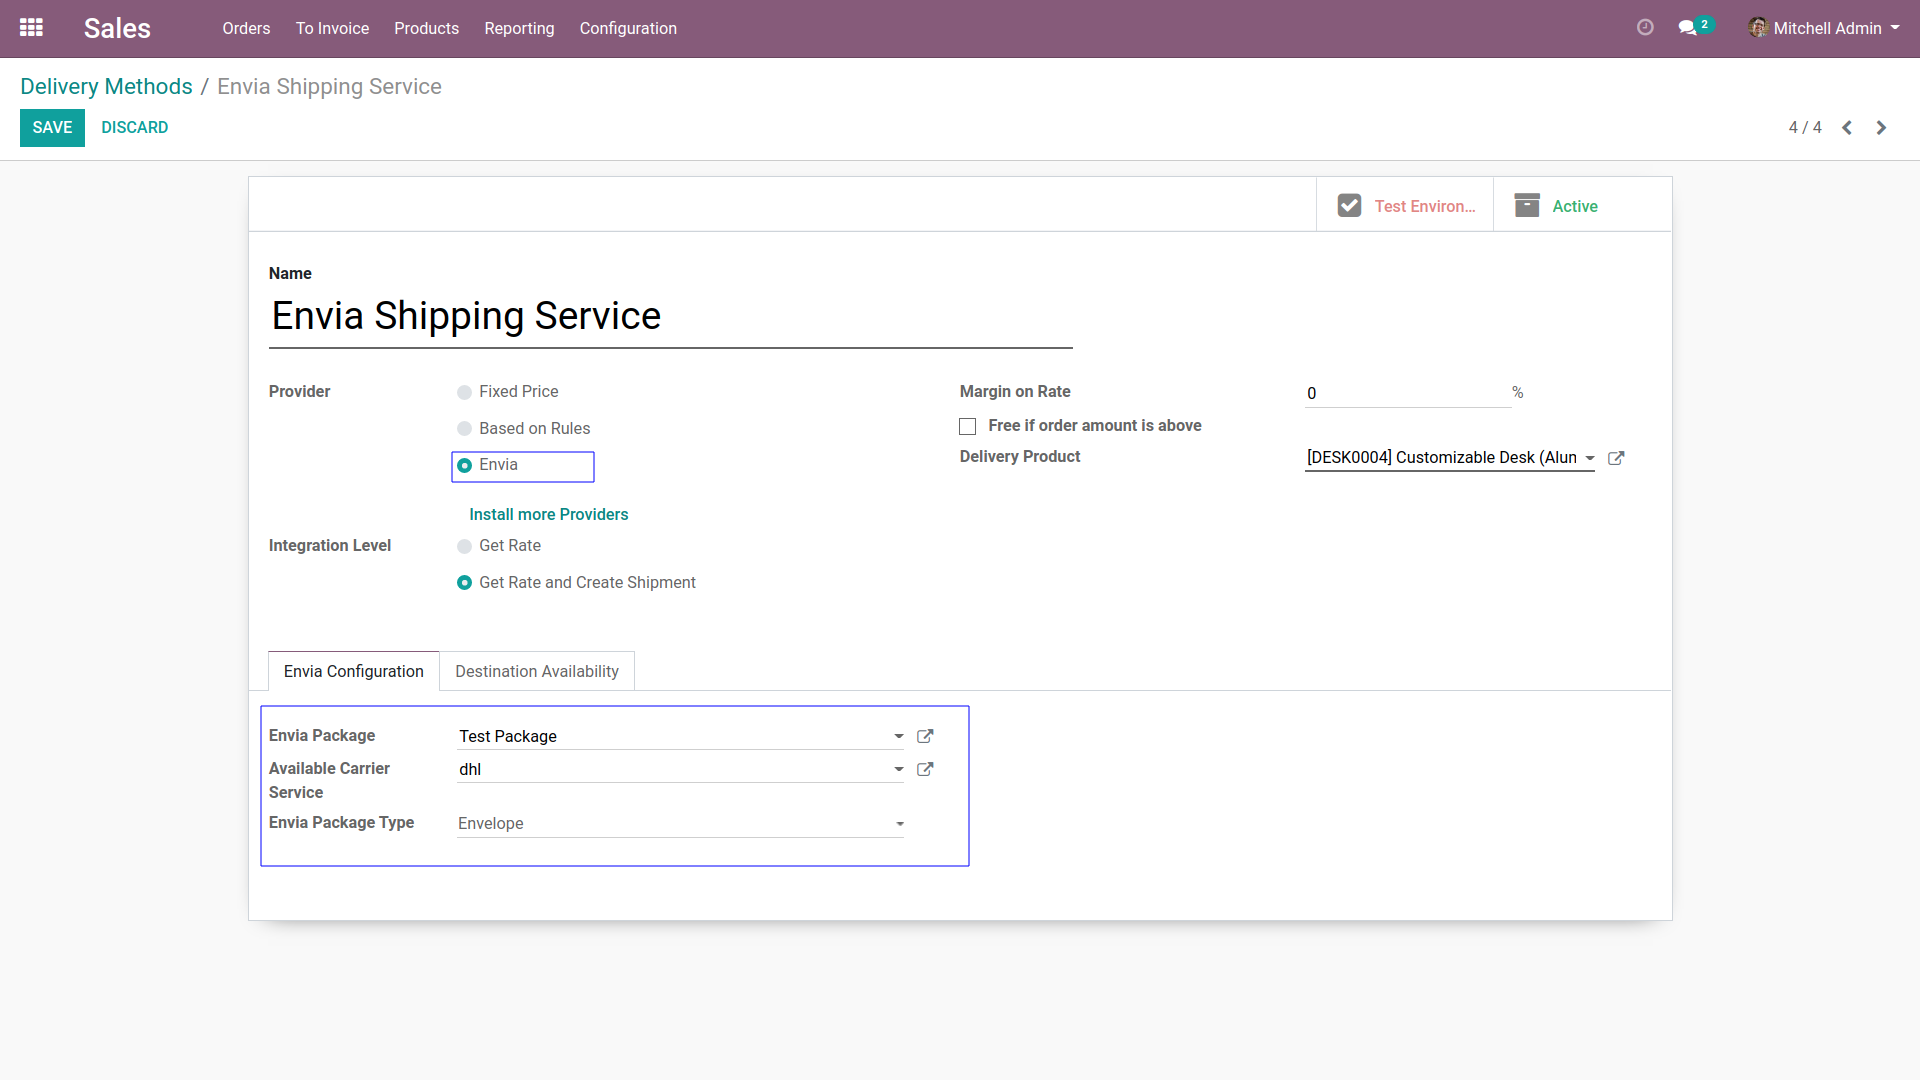 Sales
Orders
To Invoice
Products
Reporting
Configuration
2
Mitchell Admin
Delivery Methods / Envia Shipping Service
SAVE
DISCARD
4 / 4
Test Environ...
Active
Name
Envia Shipping Service
Provider
Fixed Price
Based on Rules
Envia
Install more Providers
Integration Level
Get Rate
Get Rate and Create Shipment
Margin on Rate
0
%
Free if order amount is above
Delivery Product
[DESK0004] Customizable Desk (Alun
Envia Configuration
Destination Availability
Envia Package
Test Package
Available Carrier
Service
dhl
Envia Package Type
Envelope